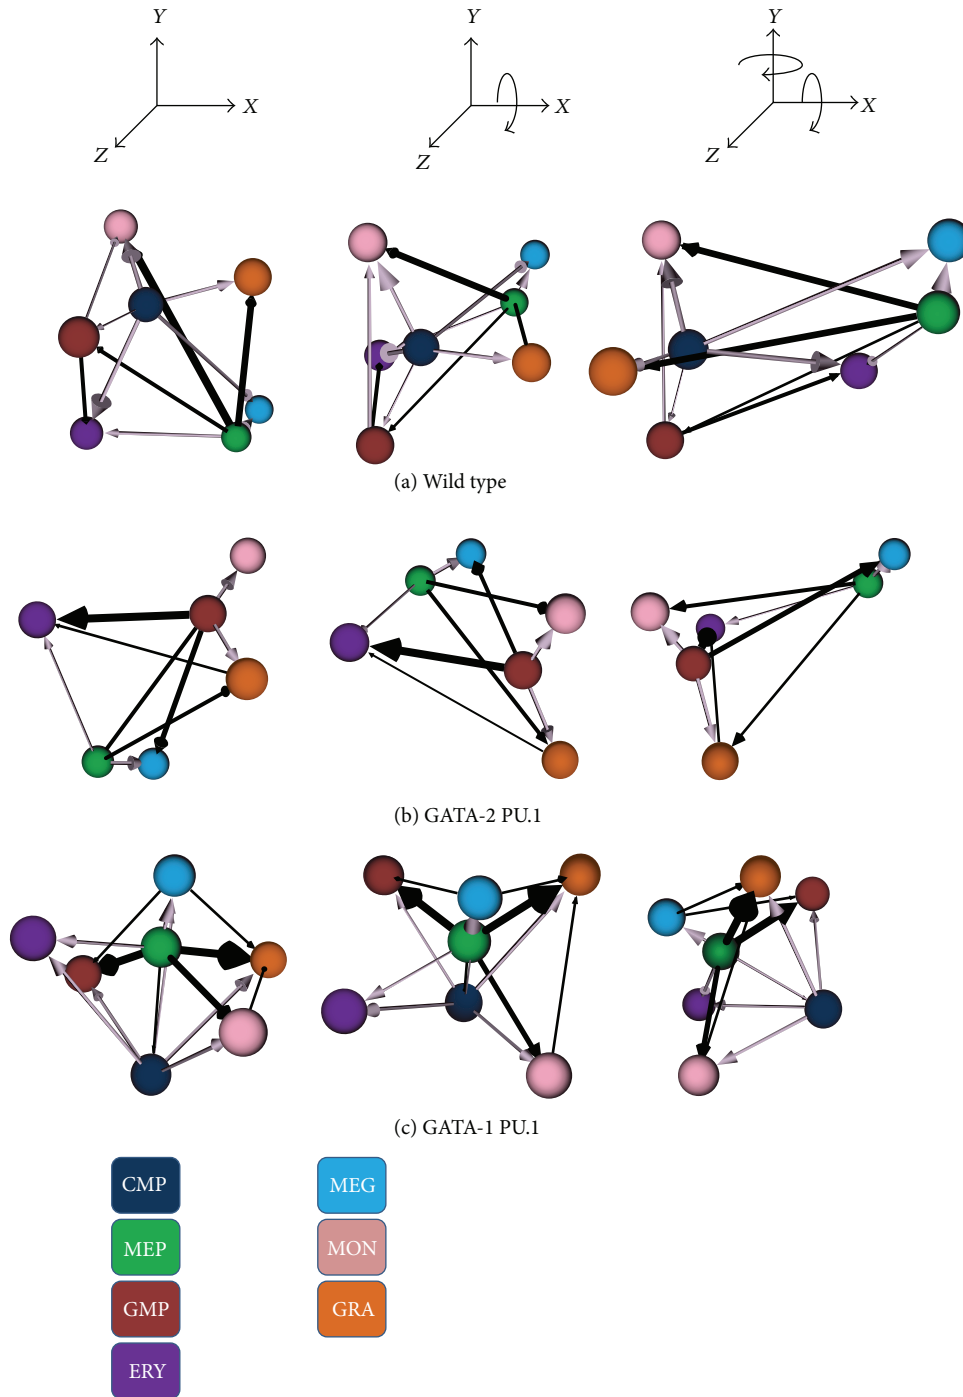 Y
X
Z
Y
X
Z
Y
X
Z
(a) Wild type
(b) GATA-2 PU.1
(c) GATA-1 PU.1
CMP
MEG
MEP
MON
GMP
GRA
ERY